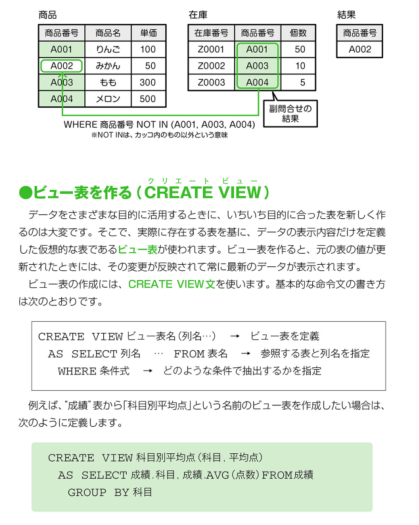 商品
商品番号 商品名 単価
A001 りんご 100
A002 みかん 50
A003 もも 300
A004 メロン 500
在庫
在庫番号 商品番号 個数
Z0001 A001 50
Z0002 A003 10
Z0003 A004 5
結果
商品番号
A002
副問合せの
結果
WHERE 商品番号 NOT IN (A001, A003, A004)
※NOT INは、カッコ内のもの以外という意味
クリエート ビュー
●ビュー表を作る（CREATE VIEW）
データをさまざまな目的に活用するときに、いちいち目的に合った表を新しく作
るのは大変です。そこで、実際に存在する表を基に、データの表示内容だけを定義
した仮想的な表であるビュー表が使われます。ビュー表を作ると、元の表の値が更
新されたときには、その変更が反映されて常に最新のデータが表示されます。
ビュー表の作成には、CREATE VIEW文を使います。基本的な命令文の書き方
は次のとおりです。
CREATE VIEW ビュー表名（列名…） → ビュー表を定義
AS SELECT 列名 … FROM 表名 → 参照する表と列名を指定
WHERE 条件式 → どのような条件で抽出するかを指定
例えば、"成績"表から「科目別平均点」という名前のビュー表を作成したい場合は、
次のように定義します。
CREATE VIEW 科目別平均点（科目, 平均点）
AS SELECT 成績.科目, 成績.AVG（点数）FROM成績
GROUP BY 科目